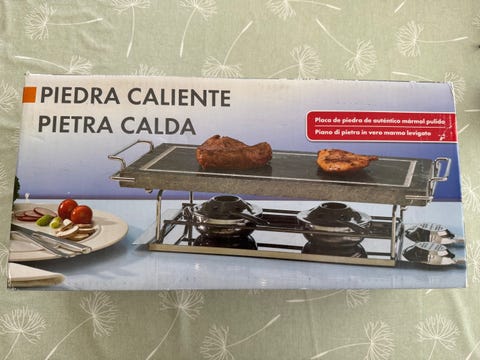 PIEDRA CALIENTE
PIETRA CALDA
Placa de piedra de auténtico mármol pulido
Piano di pietra in vero marmo levigato